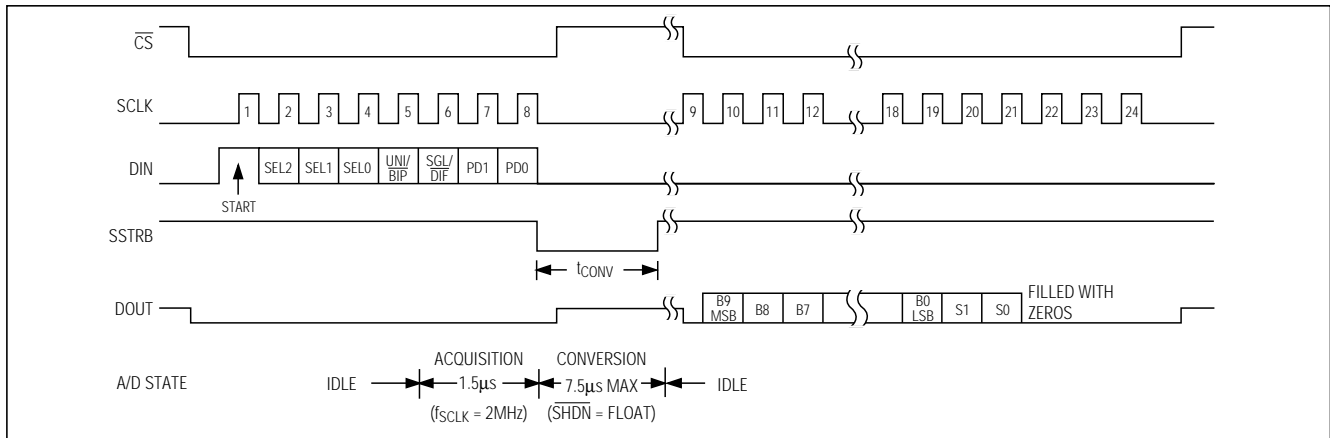 CS
SCLK 1 2 3 4 5 6 7 8 9 10 11 12 18 19 20 21 22 23 24
DIN SEL2 SEL1 SEL0 UNI/ BIP SGL/ DIF PD1 PD0
START
SSTRB
tCONV
DOUT B9 MSB B8 B7 B0 LSB S1 S0 FILLED WITH ZEROS
ACQUISITION CONVERSION
A/D STATE IDLE 1.5μs 7.5μs MAX IDLE
(fSCLK = 2MHz) (SHDN = FLOAT)